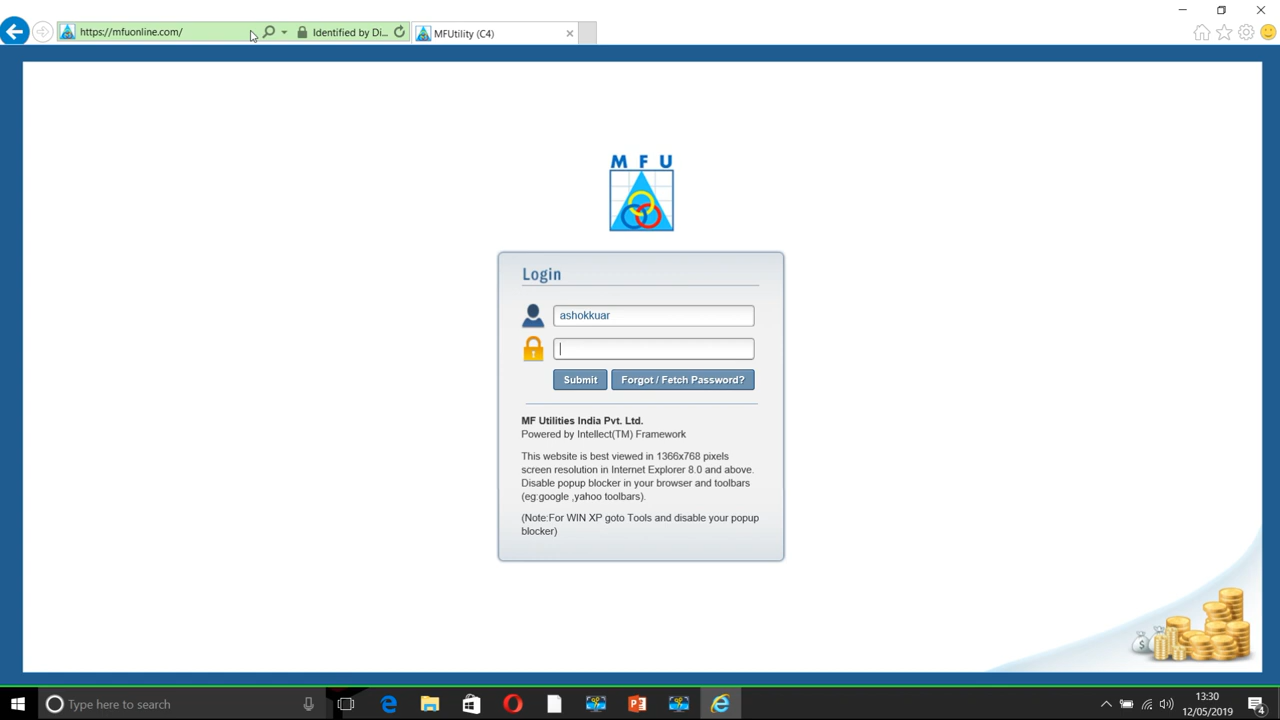 https://mfuonline.com/
Identified by Di...
MFUtility (C4)
M F U
Login
ashokkuar
Submit
Forgot / Fetch Password?
MF Utilities India Pvt. Ltd.
Powered by Intellect(TM) Framework
This website is best viewed in 1366x768 pixels
screen resolution in Internet Explorer 8.0 and above.
Disable popup blocker in your browser and toolbars
(eg:google ,yahoo toolbars).
(Note:For WIN XP goto Tools and disable your popup
blocker)
$
Type here to search
13:30
12/05/2019
4